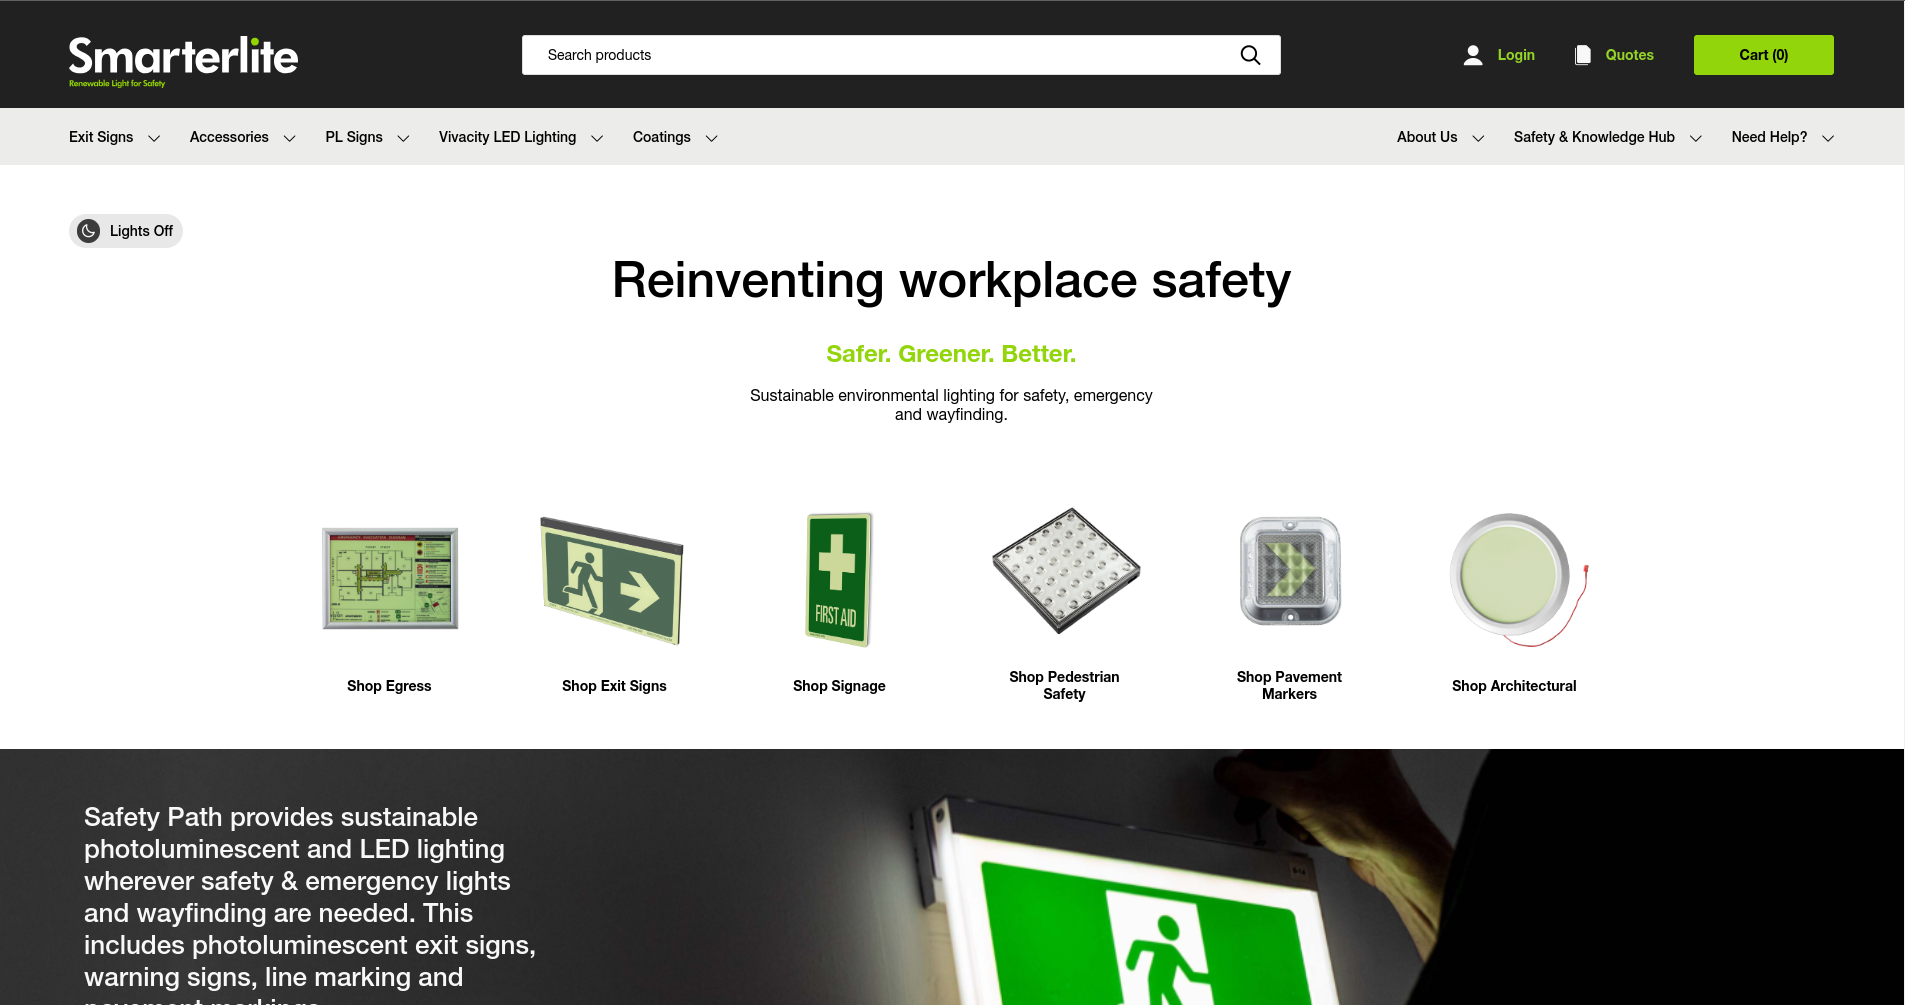 Smarterlite
Renewable Light for Safety
Search products
Login
Quotes
Cart (0)
Exit Signs
Accessories
PL Signs
Vivacity LED Lighting
Coatings
About Us
Safety & Knowledge Hub
Need Help?
Lights Off
Reinventing workplace safety
Safer. Greener. Better.
Sustainable environmental lighting for safety, emergency
and wayfinding.
FIRST AID
Shop Egress
Shop Exit Signs
Shop Signage
Shop Pedestrian
Safety
Shop Pavement
Markers
Shop Architectural
Safety Path provides sustainable
photoluminescent and LED lighting
wherever safety & emergency lights
and wayfinding are needed. This
includes photoluminescent exit signs,
warning signs, line marking and
pavement markings